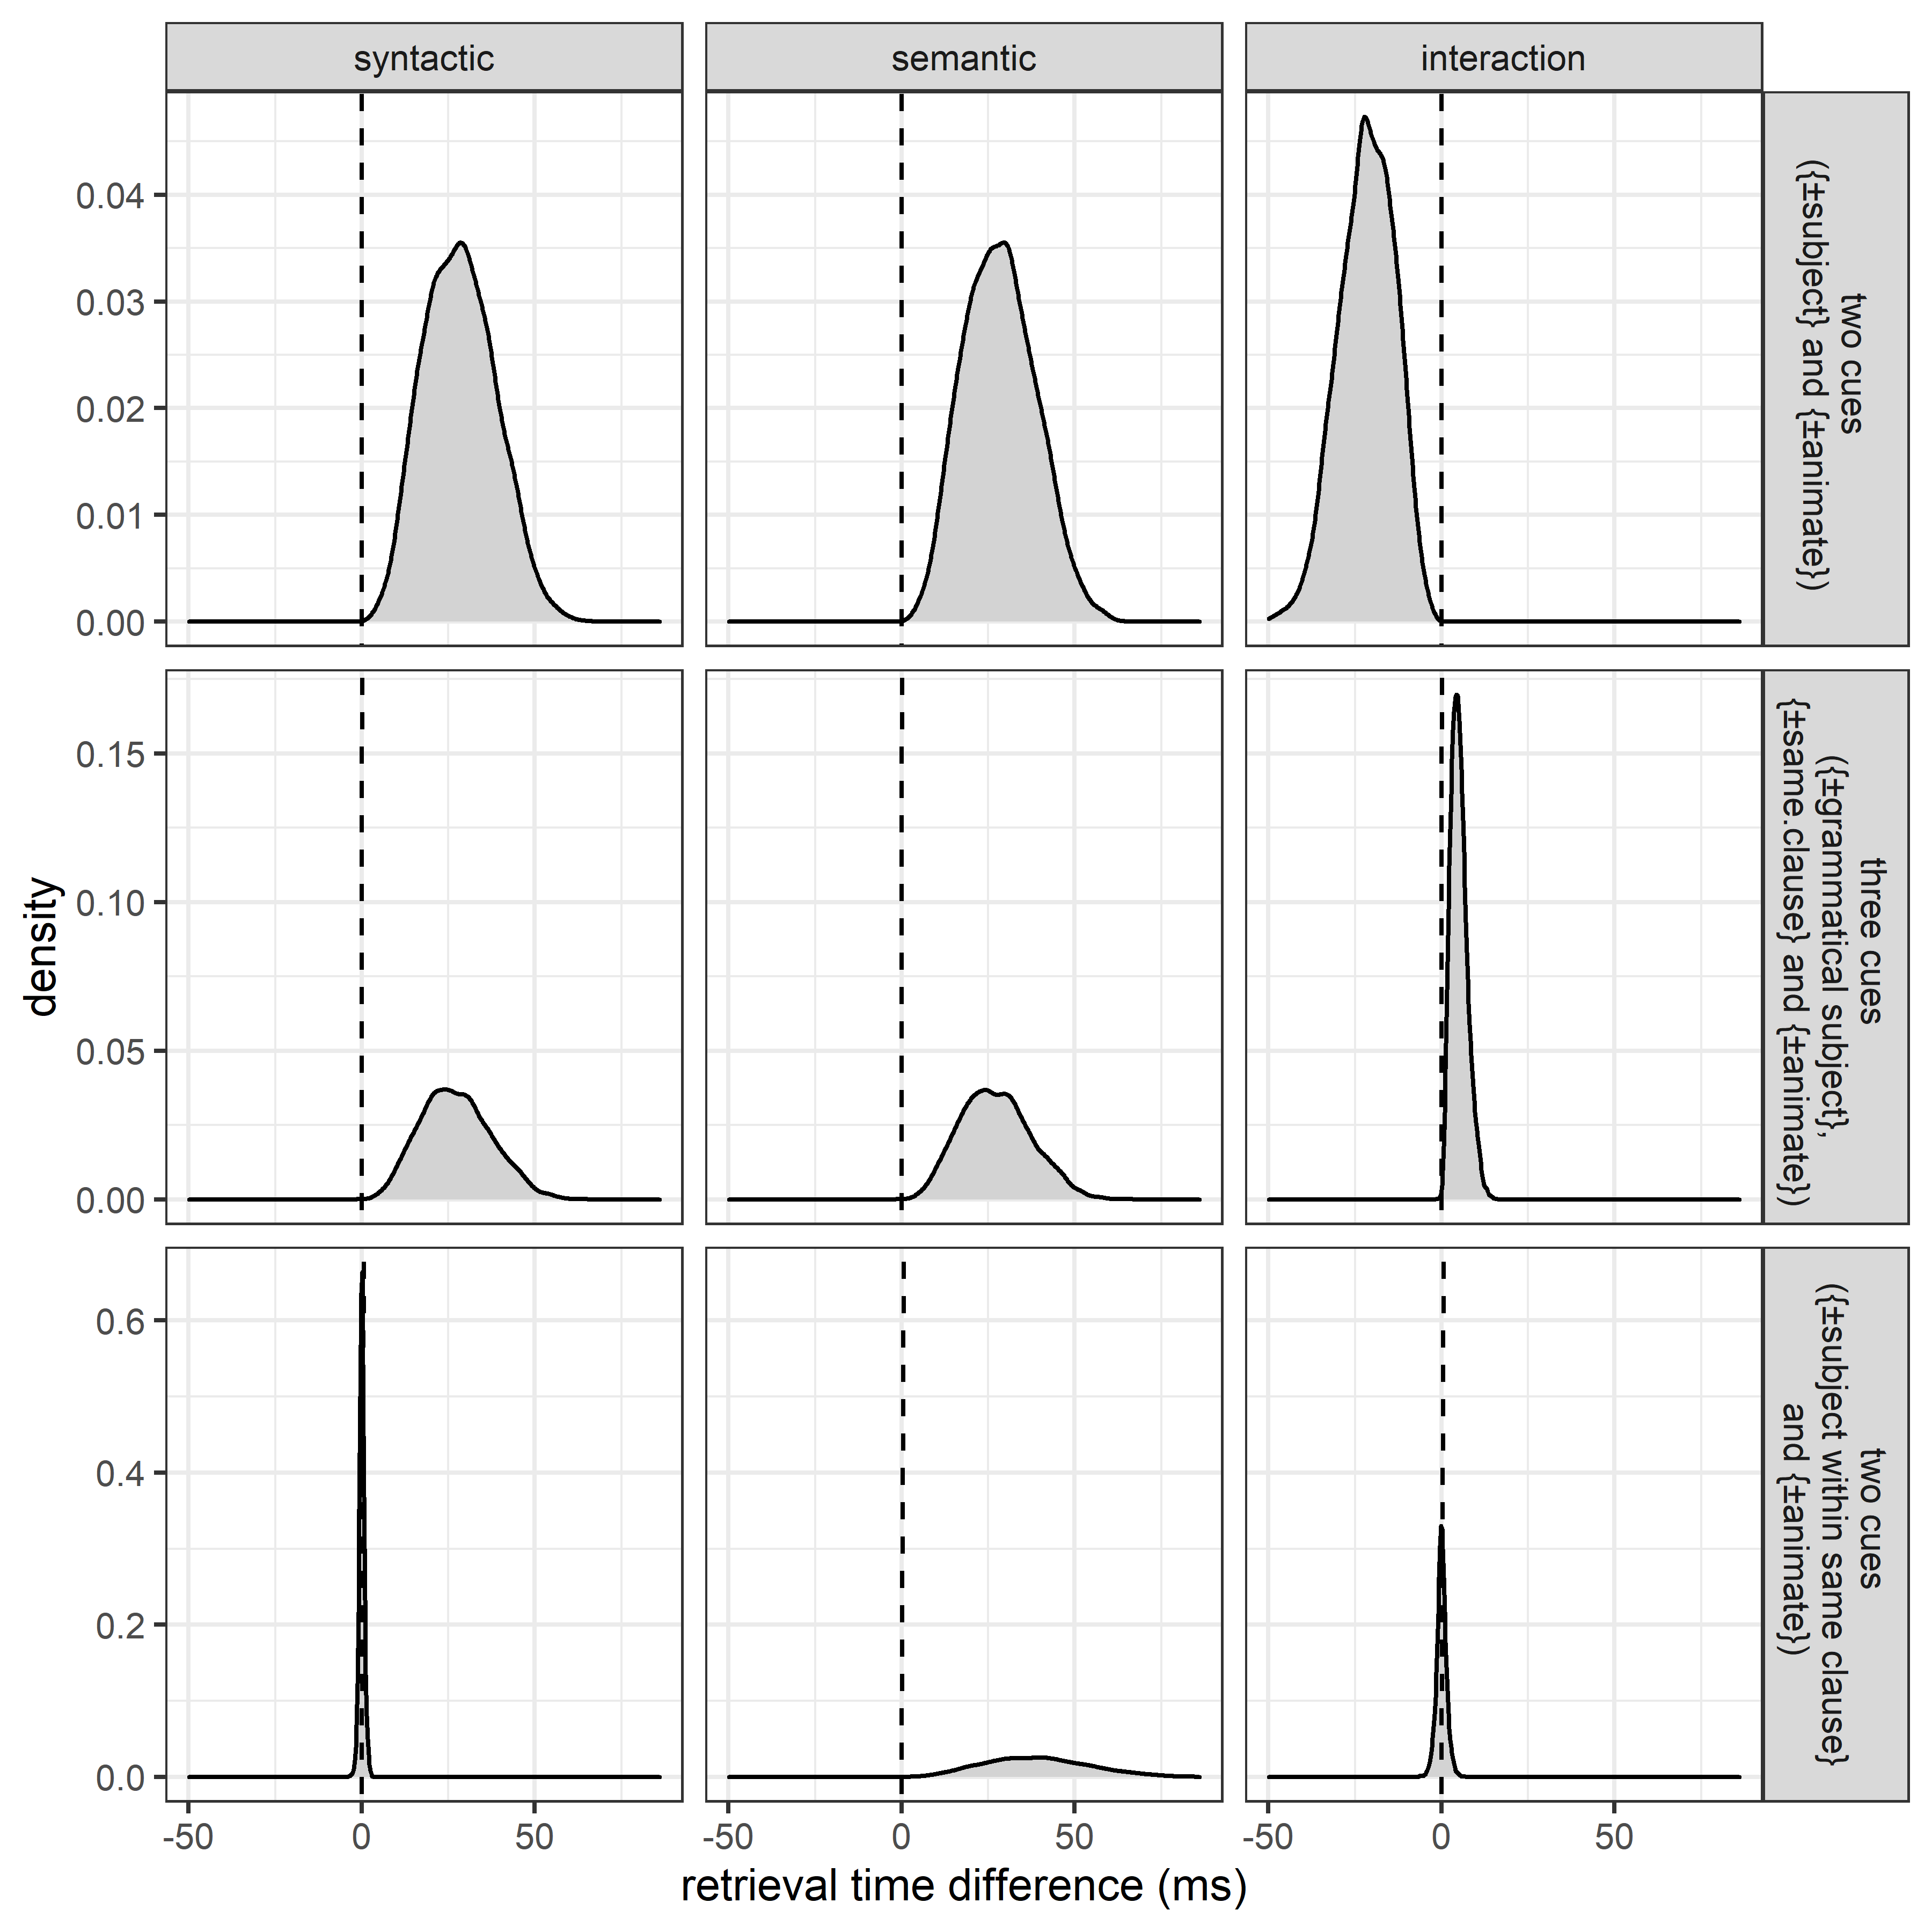 syntactic
semantic
interaction
0.04
0.03
0.02
0.01
0.00
two cues
({±subject} and {±animate})
0.15
0.10
0.05
0.00
three cues
({±grammatical subject},
{±same.clause} and {±animate})
0.6
0.4
0.2
0.0
two cues
({±subject within same clause}
and {±animate})
density
-50 0 50
-50 0 50
-50 0 50
retrieval time difference (ms)